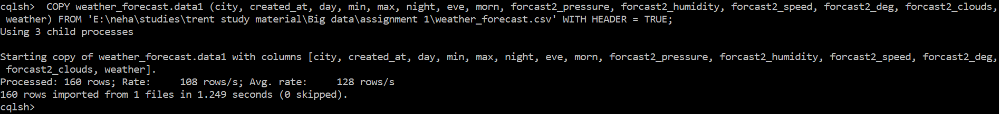 cqlsh>  COPY weather_forecast.data1 (city, created_at, day, min, max, night, eve, morn, forcast2_pressure, forcast2_humidity, forcast2_speed, forcast2_deg, forcast2_clouds,
 weather) FROM 'E:\neha\studies\trent study material\Big data\assignment 1\weather_forecast.csv' WITH HEADER = TRUE;
Using 3 child processes
Starting copy of weather_forecast.data1 with columns [city, created_at, day, min, max, night, eve, morn, forcast2_pressure, forcast2_humidity, forcast2_speed, forcast2_deg,
 forcast2_clouds, weather].
Processed: 160 rows; Rate:     108 rows/s; Avg. rate:     128 rows/s
160 rows imported from 1 files in 1.249 seconds (0 skipped).
cqlsh>